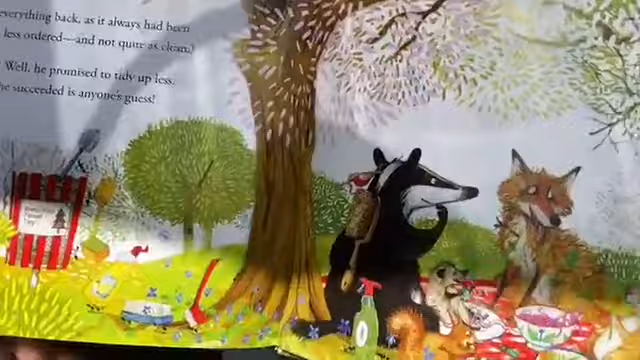 everything back, as it always had been
less ordered—and not quite as clean.)
Well, he promised to tidy up less.
he succeeded is anyone's guess!